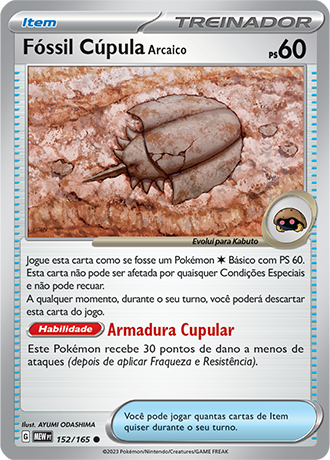 Item TREINADOR
Fóssil Cúpula Arcaico PS 60
Evolui para Kabuto
Jogue esta carta como se fosse um Pokémon Básico com PS 60.
Esta carta não pode ser afetada por quaisquer Condições Especiais
e não pode recuar.
A qualquer momento, durante o seu turno, você poderá descartar
esta carta do jogo.
Habilidade Armadura Cupular
Este Pokémon recebe 30 pontos de dano a menos de
ataques (depois de aplicar Fraqueza e Resistência).
Você pode jogar quantas cartas de Item
quiser durante o seu turno.
Ilust. AYUMI ODASHIMA
G MEW PT 152/165
©2023 Pokémon/Nintendo/Creatures/GAME FREAK